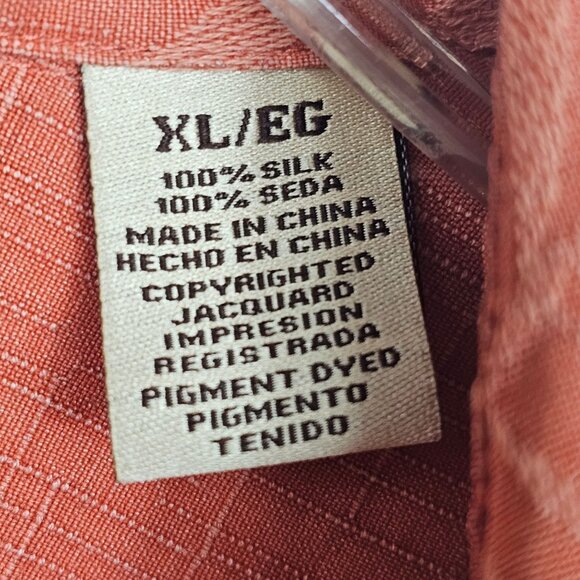 XL/EG
100% SILK
100% SEDA
MADE IN CHINA
HECHO EN CHINA
COPYRIGHTED
JACQUARD
IMPRESION
REGISTRADA
PIGMENT DYED
PIGMENTO
TENIDO